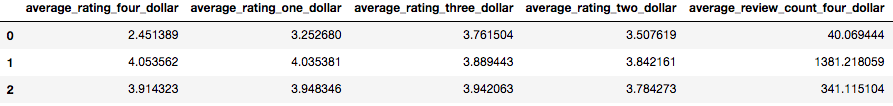 average_rating_four_dollar average_rating_one_dollar average_rating_three_dollar average_rating_two_dollar average_review_count_four_dollar
0 2.451389 3.252680 3.761504 3.507619 40.069444
1 4.053562 4.035381 3.889443 3.842161 1381.218059
2 3.914323 3.948346 3.942063 3.784273 341.115104